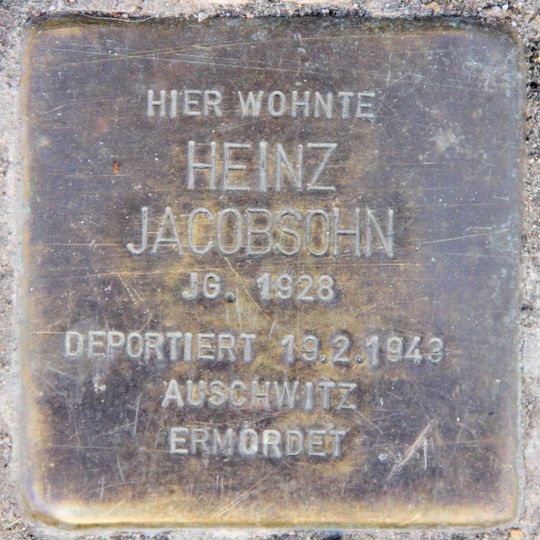 HIER WOHNTE
HEINZ
JACOBSOHN
JG. 1928
DEPORTIERT 19.2.1943
AUSCHWITZ
ERMORDET